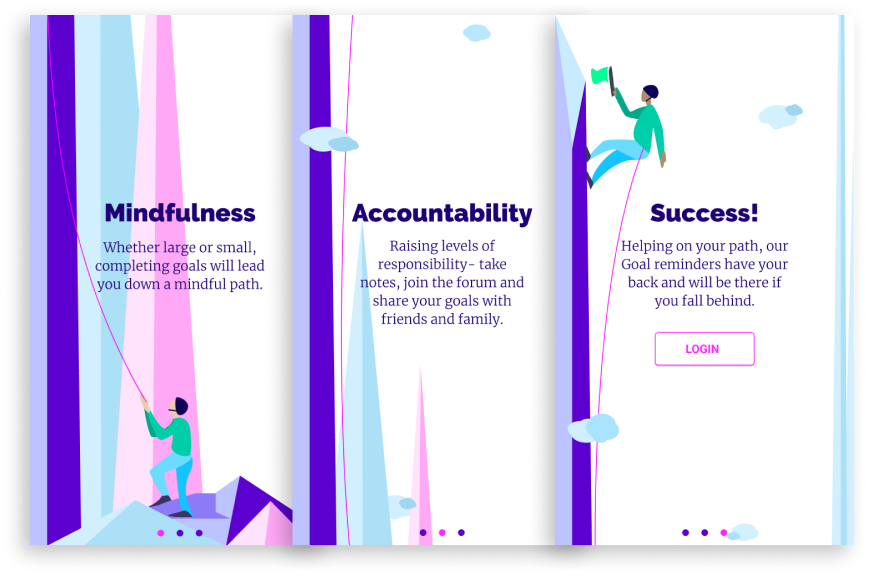 Mindfulness
Whether large or small,
completing goals will lead
you down a mindful path.
Accountability
Raising levels of
responsibility- take
notes, join the forum and
share your goals with
friends and family.
Success!
Helping on your path, our
Goal reminders have your
back and will be there if
you fall behind.
LOGIN